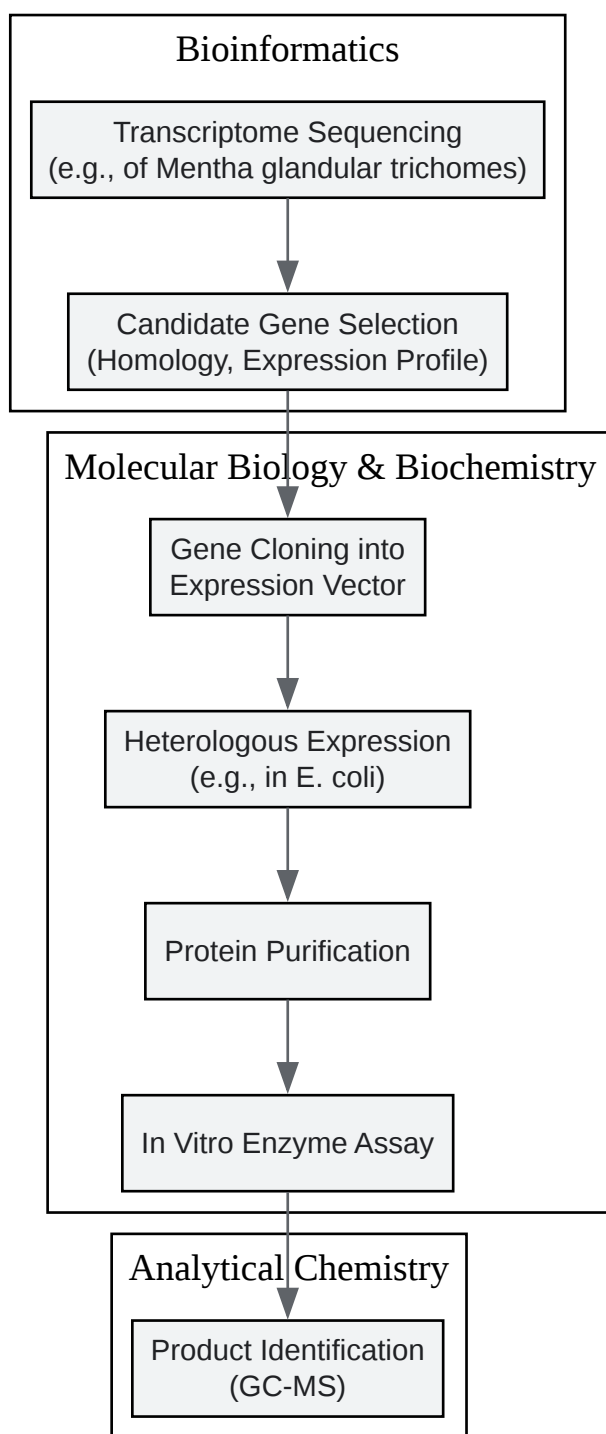 Bioinformatics
Transcriptome Sequencing
(e.g., of Mentha glandular trichomes)
Candidate Gene Selection
(Homology, Expression Profile)
Molecular Biology & Biochemistry
Gene Cloning into
Expression Vector
Heterologous Expression
(e.g., in E. coli)
Protein Purification
In Vitro Enzyme Assay
Analytical Chemistry
Product Identification
(GC-MS)